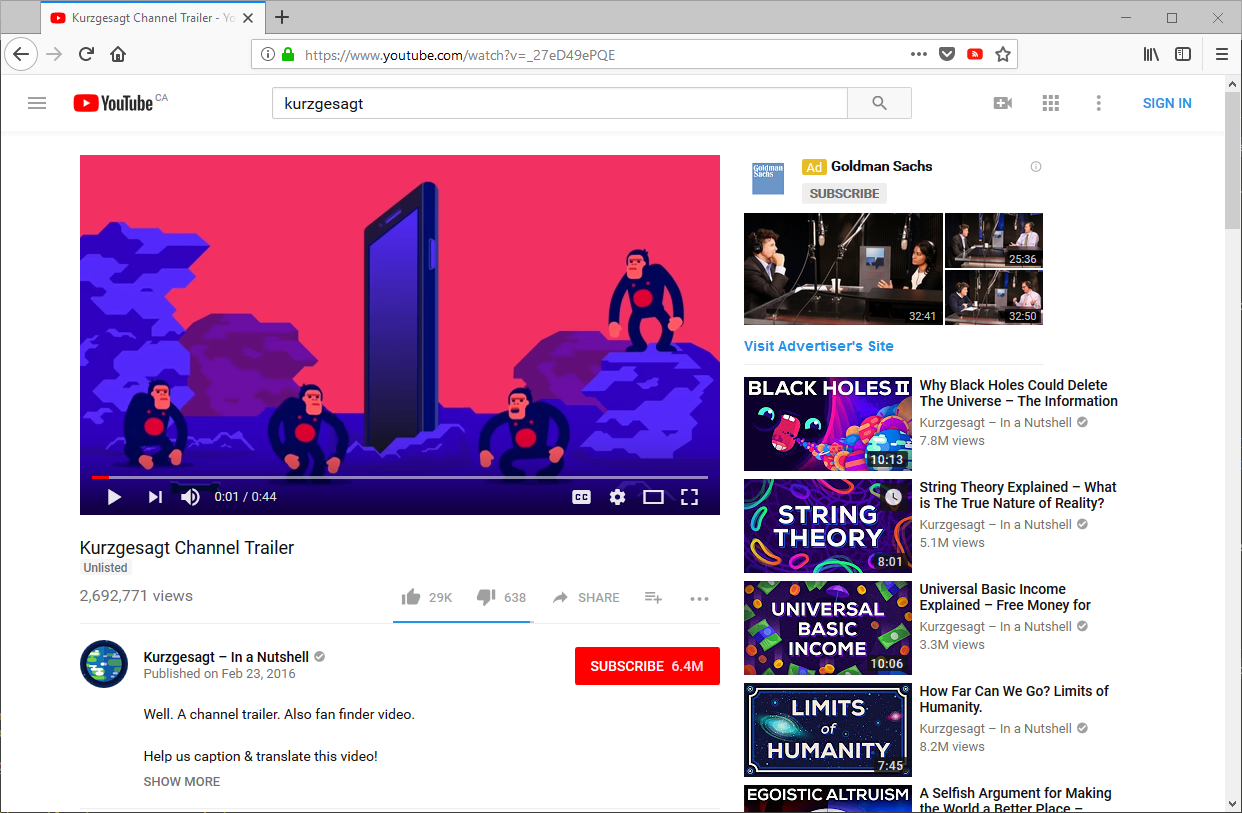 Kurzgesagt Channel Trailer - Yo
https://www.youtube.com/watch?v=_27eD49ePQE
YouTube CA
kurzgesagt
SIGN IN
0:01 / 0:44
CC
Kurzgesagt Channel Trailer
Unlisted
2,692,771 views
29K
638
SHARE
Kurzgesagt – In a Nutshell
Published on Feb 23, 2016
SUBSCRIBE 6.4M
Well. A channel trailer. Also fan finder video.
Help us caption & translate this video!
SHOW MORE
Goldman
Sachs
Ad Goldman Sachs
SUBSCRIBE
32:41
25:36
32:50
Visit Advertiser's Site
BLACK HOLES II
10:13
Why Black Holes Could Delete
The Universe – The Information
Kurzgesagt – In a Nutshell
7.8M views
STRING
THEORY
8:01
String Theory Explained – What
is The True Nature of Reality?
Kurzgesagt – In a Nutshell
5.1M views
UNIVERSAL
BASIC
INCOME
10:06
Universal Basic Income
Explained – Free Money for
Kurzgesagt – In a Nutshell
3.3M views
LIMITS
of
HUMANITY
7:45
How Far Can We Go? Limits of
Humanity.
Kurzgesagt – In a Nutshell
8.2M views
EGOISTIC ALTRUISM
A Selfish Argument for Making
the World a Better Place –